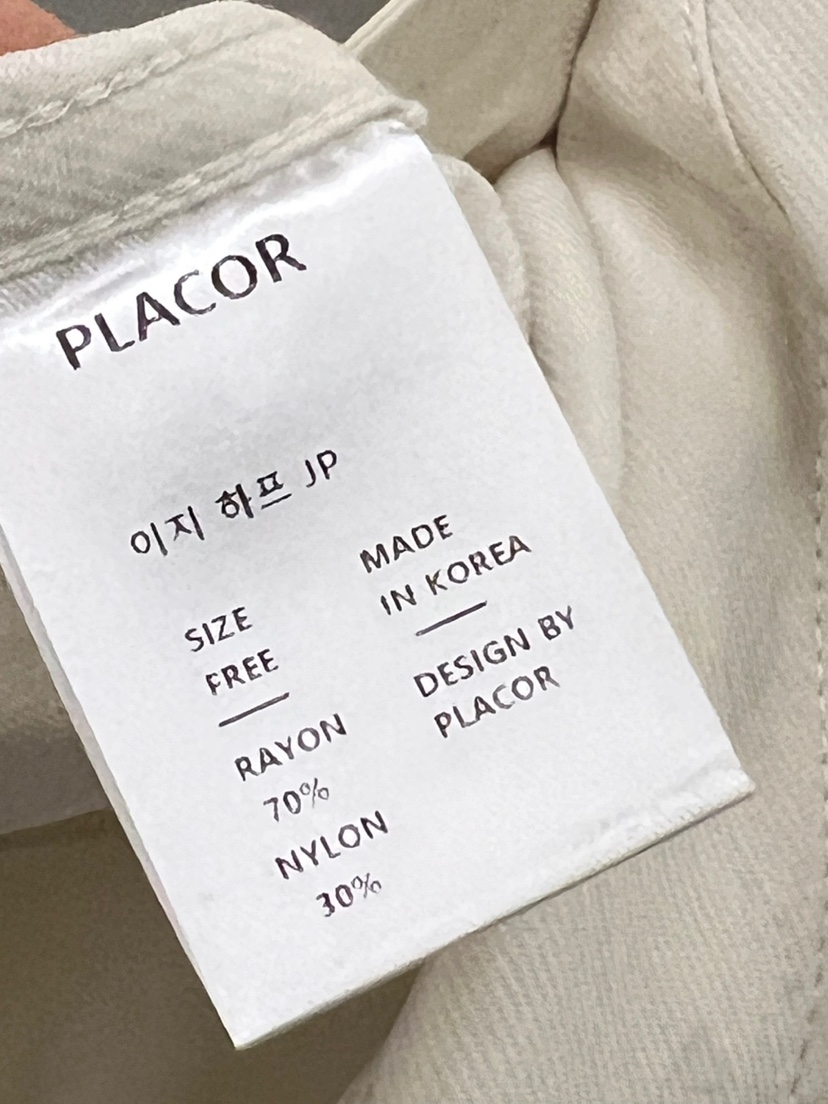 PLACOR
이지 하프 JP
SIZE
FREE
RAYON
70%
NYLON
30%
MADE
IN KOREA
DESIGN BY
PLACOR